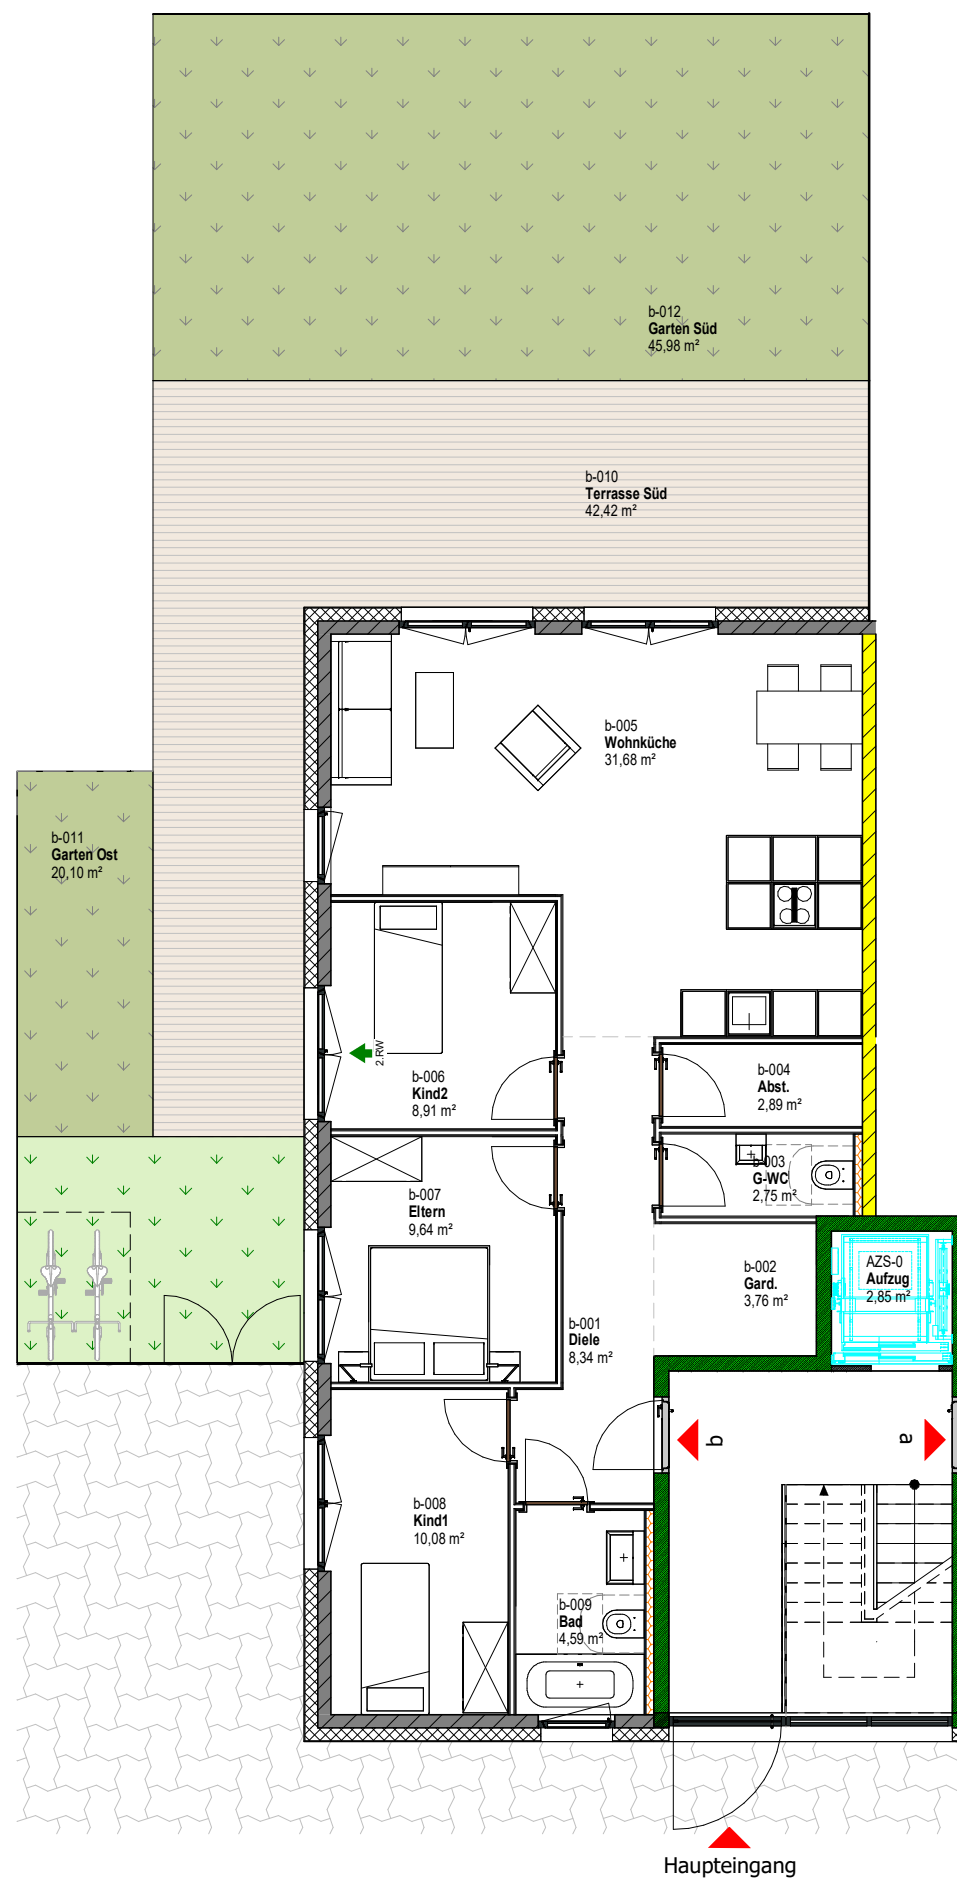 b-012
Garten Süd
45,98 m²
b-010
Terrasse Süd
42,42 m²
b-005
Wohnküche
31,68 m²
b-011
Garten Ost
20,10 m²
2.RW
b-006
Kind2
8,91 m²
b-004
Abst.
2,89 m²
b-003
G-WC
2,75 m²
b-007
Eltern
9,64 m²
b-002
Gard.
3,76 m²
AZS-0
Aufzug
2,85 m²
b-001
Diele
8,34 m²
b
a
b-008
Kind1
10,08 m²
b-009
Bad
4,59 m²
Haupteingang